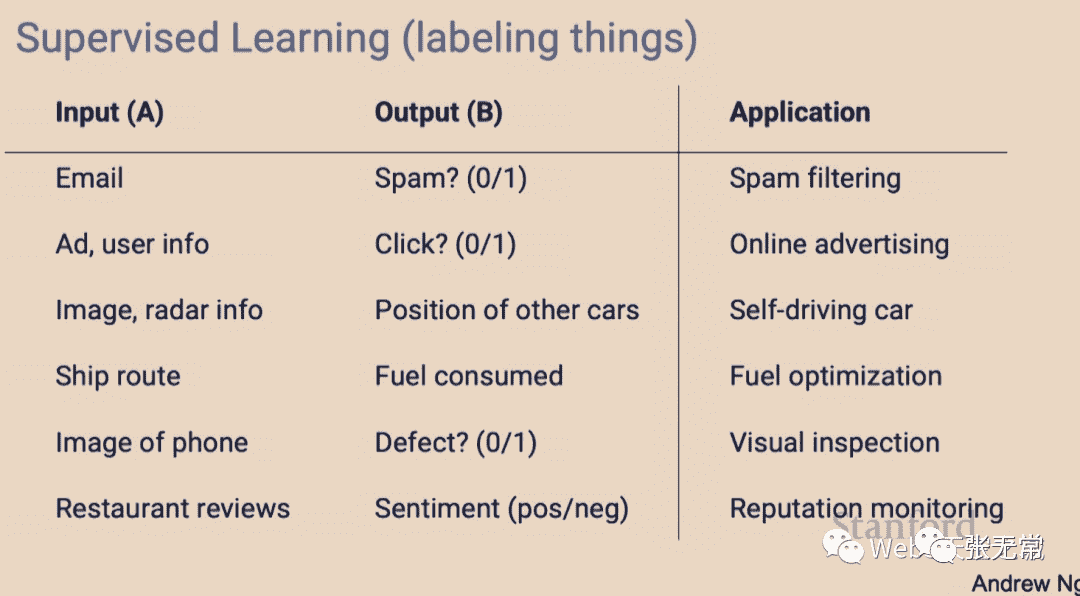 Supervised Learning (labeling things)
Input (A) Output (B) Application
Email Spam? (0/1) Spam filtering
Ad, user info Click? (0/1) Online advertising
Image, radar info Position of other cars Self-driving car
Ship route Fuel consumed Fuel optimization
Image of phone Defect? (0/1) Visual inspection
Restaurant reviews Sentiment (pos/neg) Reputation monitoring
Stanford
张无常
Andrew Ng